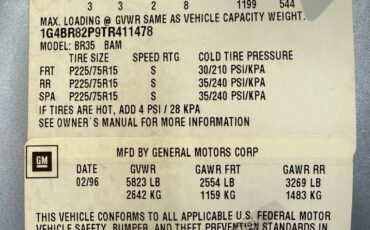 3 3 2 8 1199 544
MAX. LOADING @ GVWR SAME AS VEHICLE CAPACITY WEIGHT.
1G4BR82P9TR411478
MODEL: BR35 BAM
TIRE SIZE SPEED RTG COLD TIRE PRESSURE
FRT P225/75R15 S 30/210 PSI/KPA
RR P225/75R15 S 35/240 PSI/KPA
SPA P225/75R15 S 35/240 PSI/KPA
IF TIRES ARE HOT, ADD 4 PSI / 28 KPA
SEE OWNER`S MANUAL FOR MORE INFORMATION
GM
MFD BY GENERAL MOTORS CORP
DATE GVWR GAWR FRT GAWR RR
02/96 5823 LB 2554 LB 3269 LB
2642 KG 1159 KG 1483 KG
THIS VEHICLE CONFORMS TO ALL APPLICABLE U.S. FEDERAL MOTOR
VEHICLE SAFETY, BUMPER, AND THEFT PREVENTION STANDARDS IN